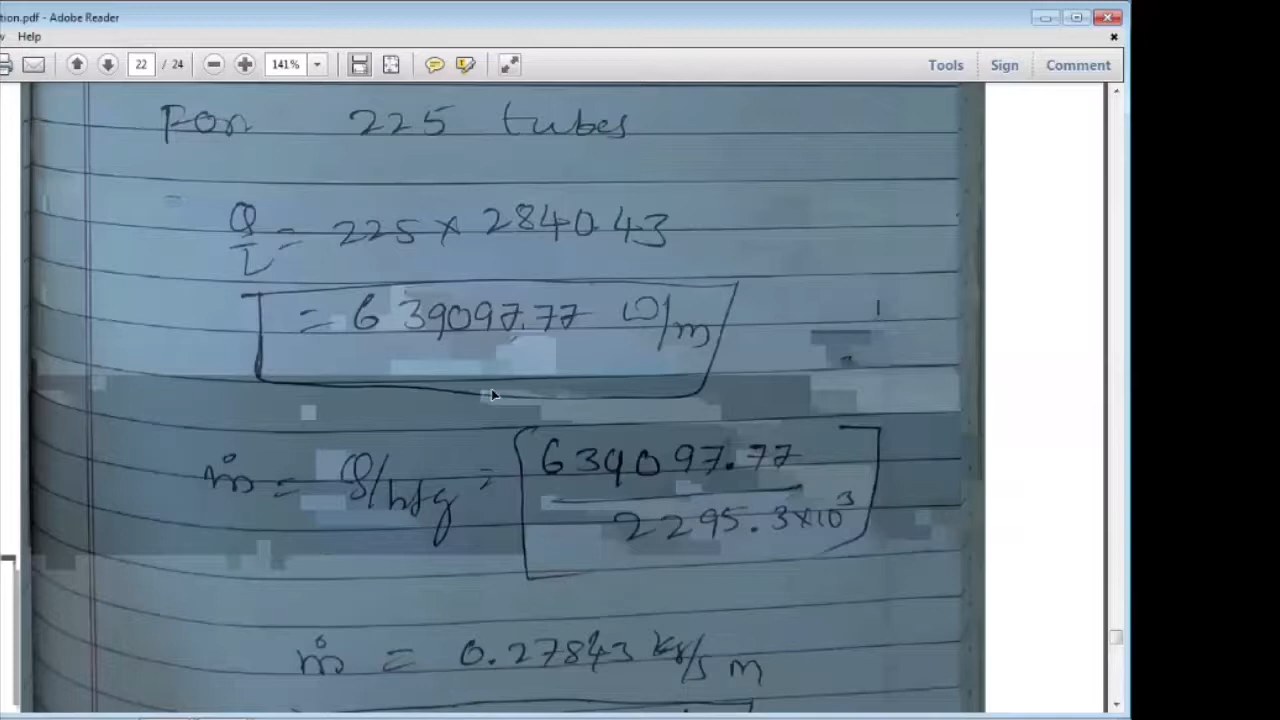 tion.pdf - Adobe Reader
Help
22 / 24 141% Tools Sign Comment
For 225 tubes
Q/L = 225 × 2840.43
= 639097.77 W/m
ṁ = Q/hfg = [639097.77 / 2295.3×10³]
ṁ = 0.27843 kg/s m